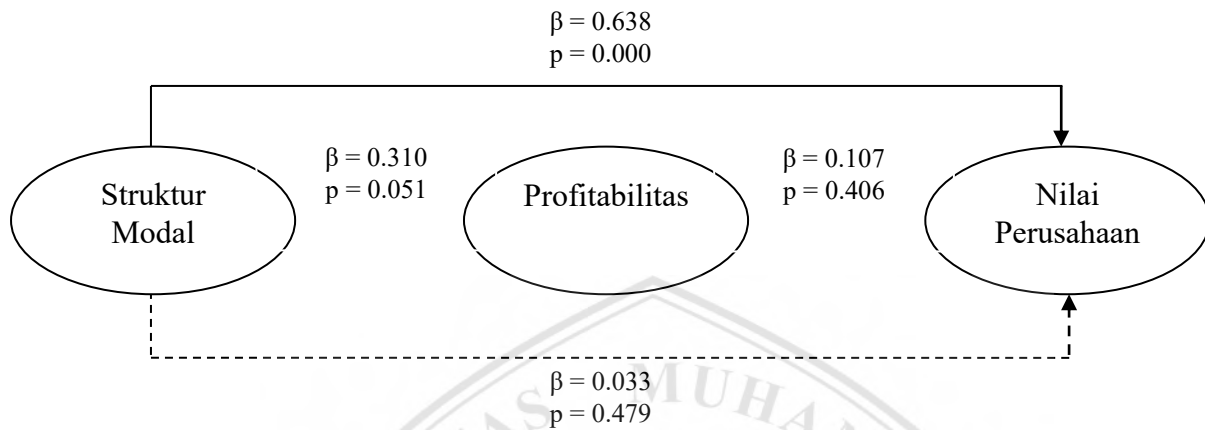 β = 0.638
p = 0.000
Struktur
Modal
β = 0.310
p = 0.051
Profitabilitas
β = 0.107
p = 0.406
Nilai
Perusahaan
β = 0.033
p = 0.479